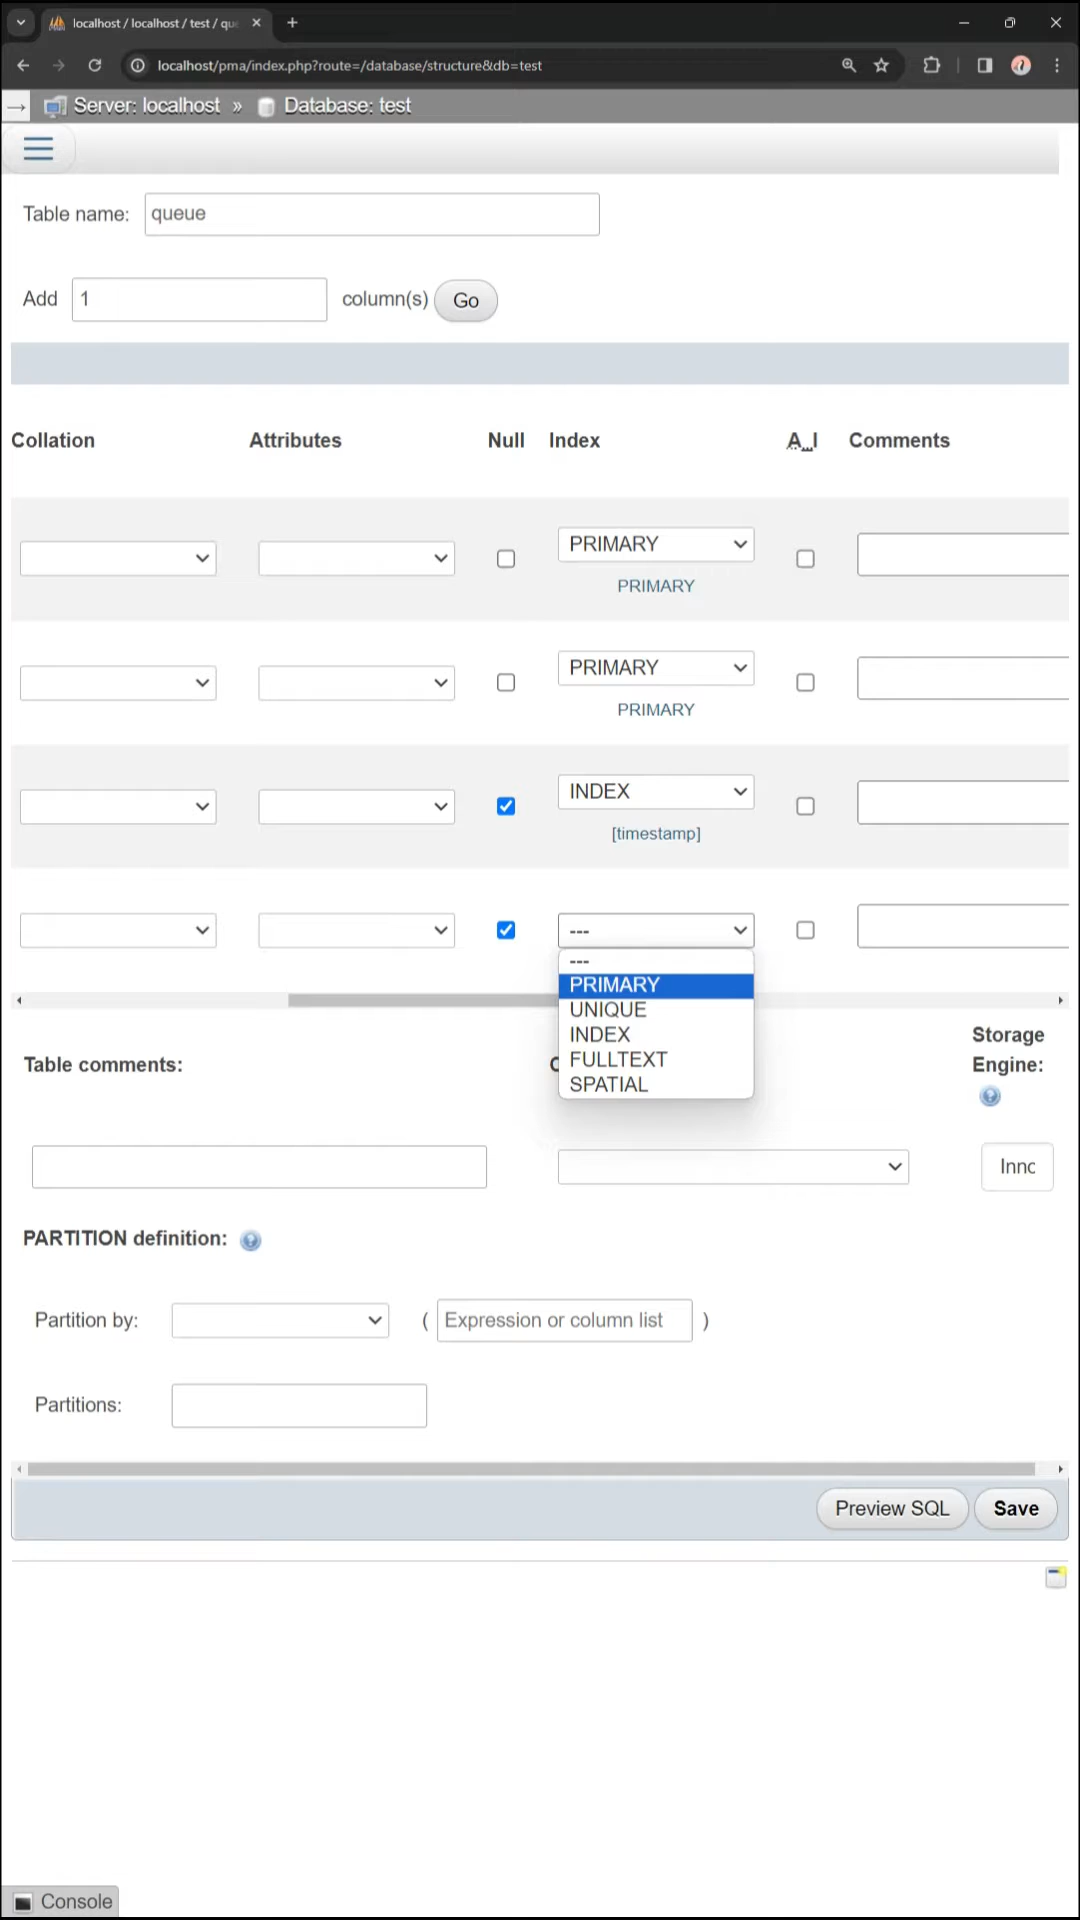 localhost / localhost / test / qu
localhost/pma/index.php?route=/database/structure&db=test
Server: localhost » Database: test
Table name: queue
Add 1 column(s) Go
Collation Attributes Null Index A_I Comments
PRIMARY
PRIMARY
PRIMARY
PRIMARY
INDEX
[timestamp]
---
---
PRIMARY
UNIQUE
INDEX
FULLTEXT
SPATIAL
Table comments:
Storage
Engine:
Inno
PARTITION definition:
Partition by: ( Expression or column list )
Partitions:
Preview SQL Save
Console